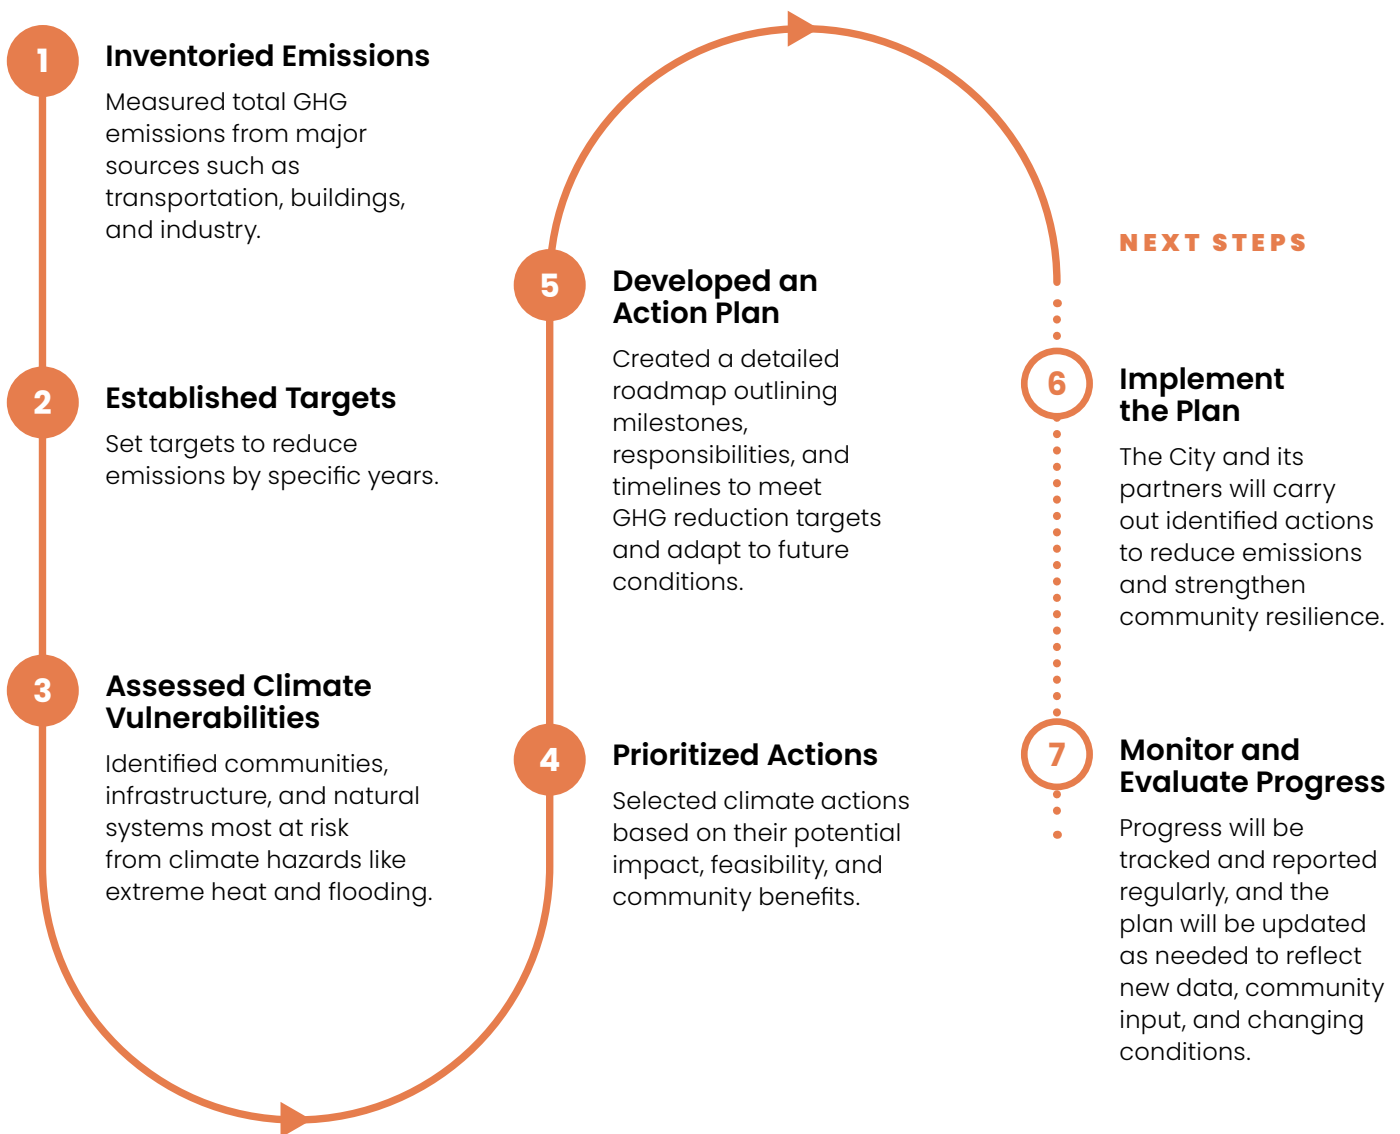 1
Inventoried Emissions
Measured total GHG
emissions from major
sources such as
transportation, buildings,
and industry.
2
Established Targets
Set targets to reduce
emissions by specific years.
3
Assessed Climate
Vulnerabilities
Identified communities,
infrastructure, and natural
systems most at risk
from climate hazards like
extreme heat and flooding.
4
Prioritized Actions
Selected climate actions
based on their potential
impact, feasibility, and
community benefits.
5
Developed an
Action Plan
Created a detailed
roadmap outlining
milestones,
responsibilities, and
timelines to meet
GHG reduction targets
and adapt to future
conditions.
NEXT STEPS
6
Implement
the Plan
The City and its
partners will carry
out identified actions
to reduce emissions
and strengthen
community resilience.
7
Monitor and
Evaluate Progress
Progress will be
tracked and reported
regularly, and the
plan will be updated
as needed to reflect
new data, community
input, and changing
conditions.